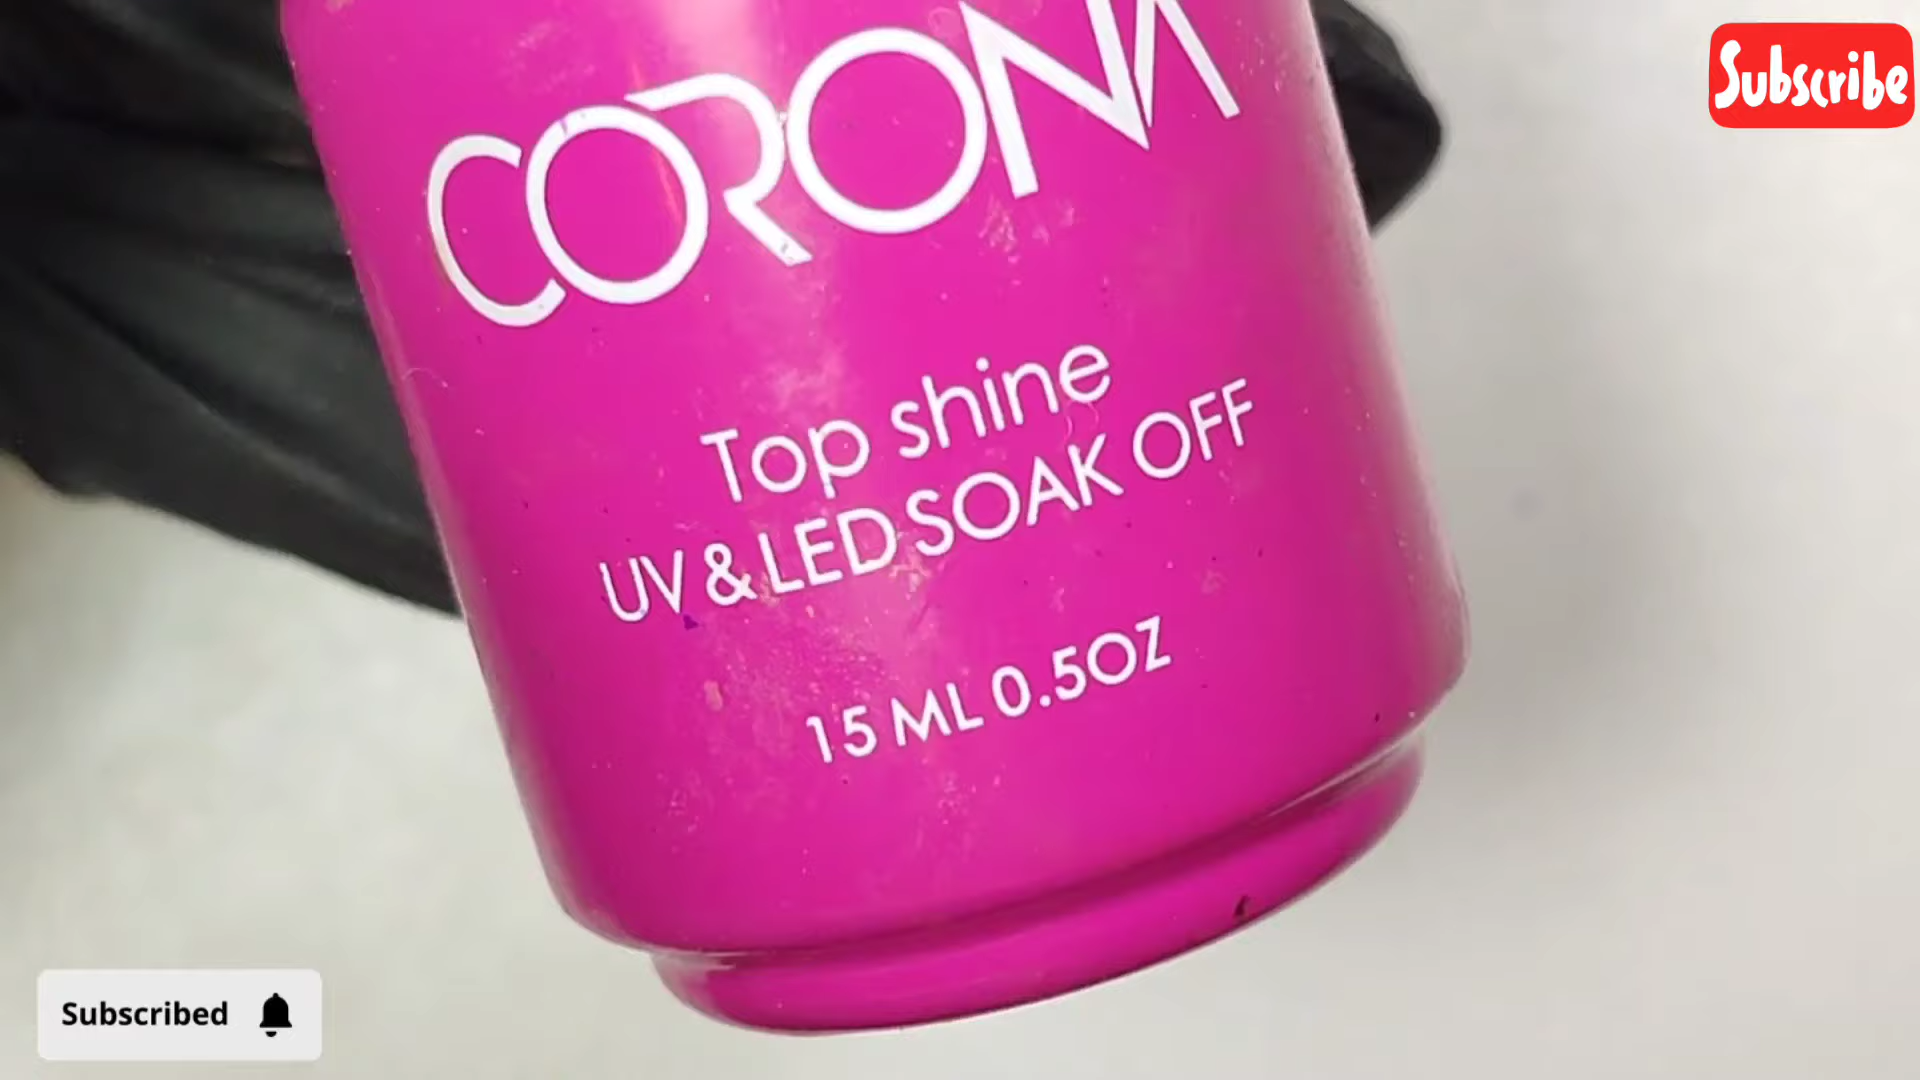 CORONA
Top shine
UV & LED SOAK OFF
15 ML 0.5OZ
Subscribe
Subscribed